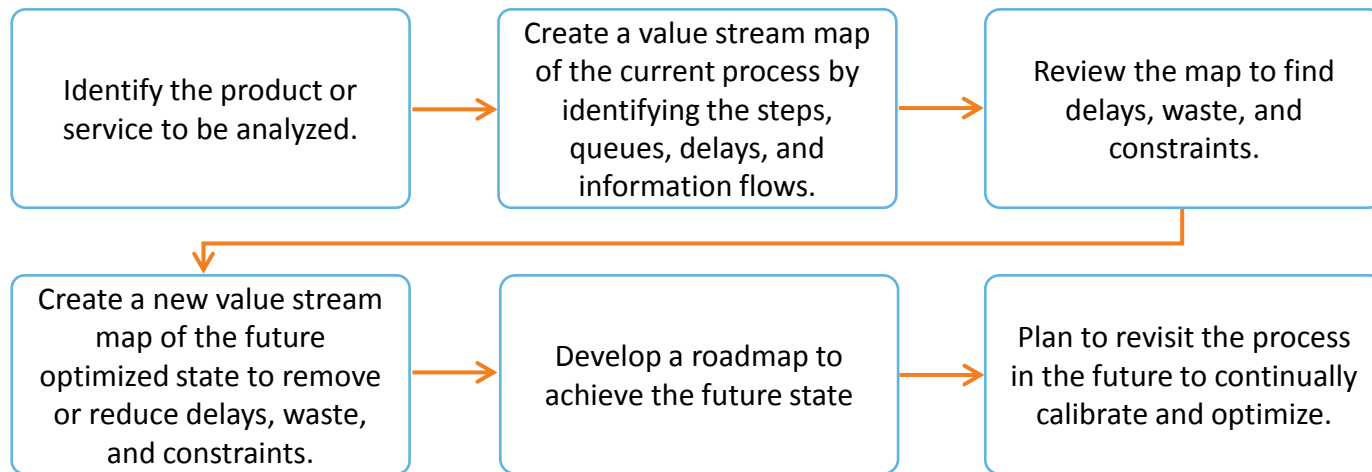 Identify the product or
service to be analyzed.
Create a value stream map
of the current process by
identifying the steps,
queues, delays, and
information flows.
Review the map to find
delays, waste, and
constraints.
Create a new value stream
map of the future
optimized state to remove
or reduce delays, waste,
and constraints.
Develop a roadmap to
achieve the future state
Plan to revisit the process
in the future to continually
calibrate and optimize.